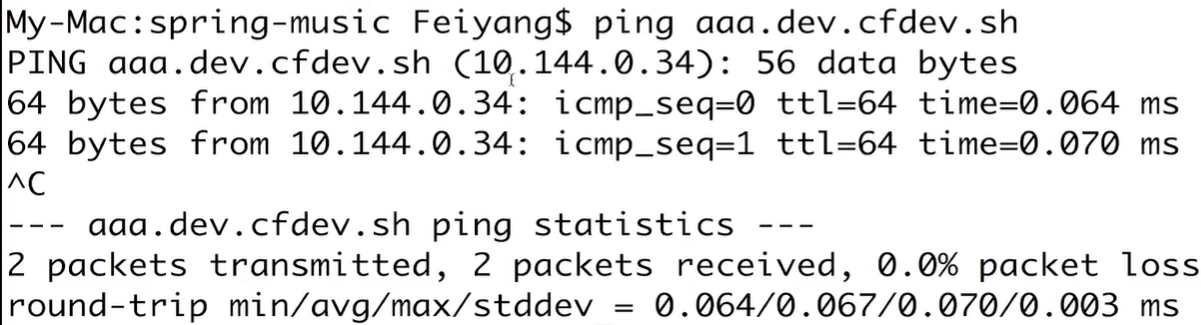 My-Mac:spring-music Feiyang$ ping aaa.dev.cfdev.sh
PING aaa.dev.cfdev.sh (10.144.0.34): 56 data bytes
64 bytes from 10.144.0.34: icmp_seq=0 ttl=64 time=0.064 ms
64 bytes from 10.144.0.34: icmp_seq=1 ttl=64 time=0.070 ms
^C
--- aaa.dev.cfdev.sh ping statistics ---
2 packets transmitted, 2 packets received, 0.0% packet loss
round-trip min/avg/max/stddev = 0.064/0.067/0.070/0.003 ms